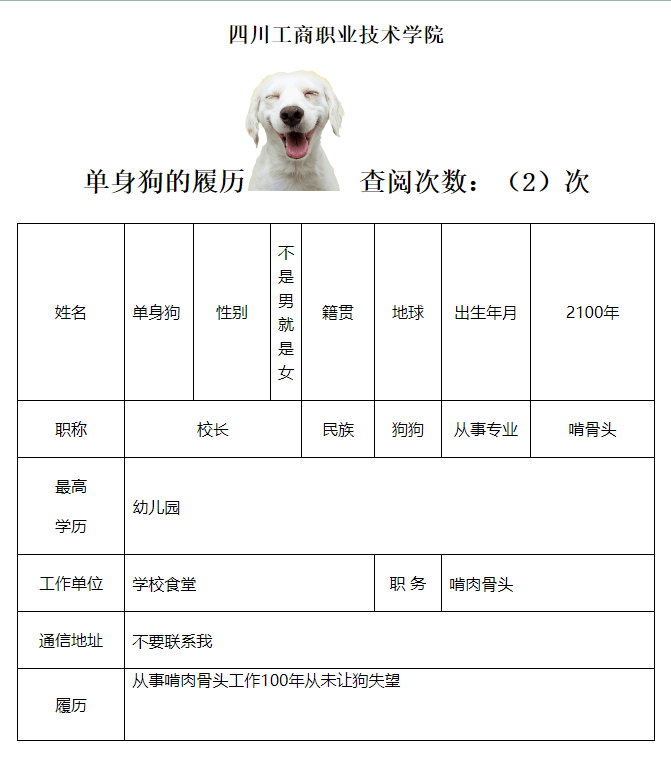 四川工商职业技术学院
单身狗的履历 查阅次数：（2）次
姓名 单身狗 性别 不是男就是女 籍贯 地球 出生年月 2100年
职称 校长 民族 狗狗 从事专业 啃骨头
最高
学历
幼儿园
工作单位 学校食堂 职 务 啃肉骨头
通信地址 不要联系我
履历 从事啃肉骨头工作100年从未让狗失望